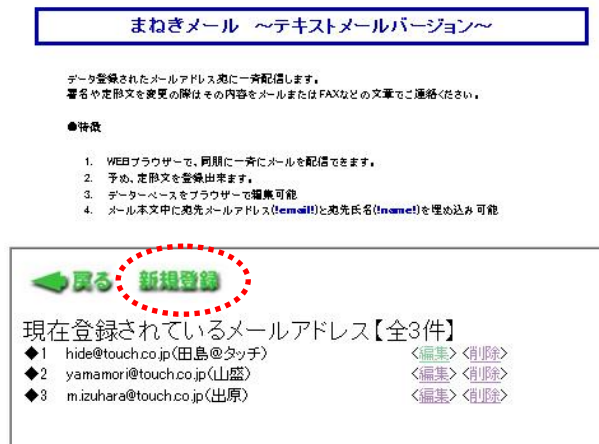 まねきメール ～テキストメールバージョン～
データ登録されたメールアドレス宛に一斉配信します。
署名や定形文を変更の際はその内容をメールまたはFAXなどの文章でご連絡ください。
●特徴
1. WEBブラウザーで、同朋に一斉にメールを配信できます。
2. 予め、定形文を登録出来ます。
3. データーベースをブラウザーで編集可能
4. メール本文中に宛先メールアドレス(!email!)と宛先氏名(!name!)を埋め込み可能
戻る 新規登録
現在登録されているメールアドレス【全3件】
◆1 hide@touch.co.jp(田島@タッチ) <編集> <削除>
◆2 yamamori@touch.co.jp(山盛) <編集> <削除>
◆3 m.izuhara@touch.co.jp(出原) <編集> <削除>